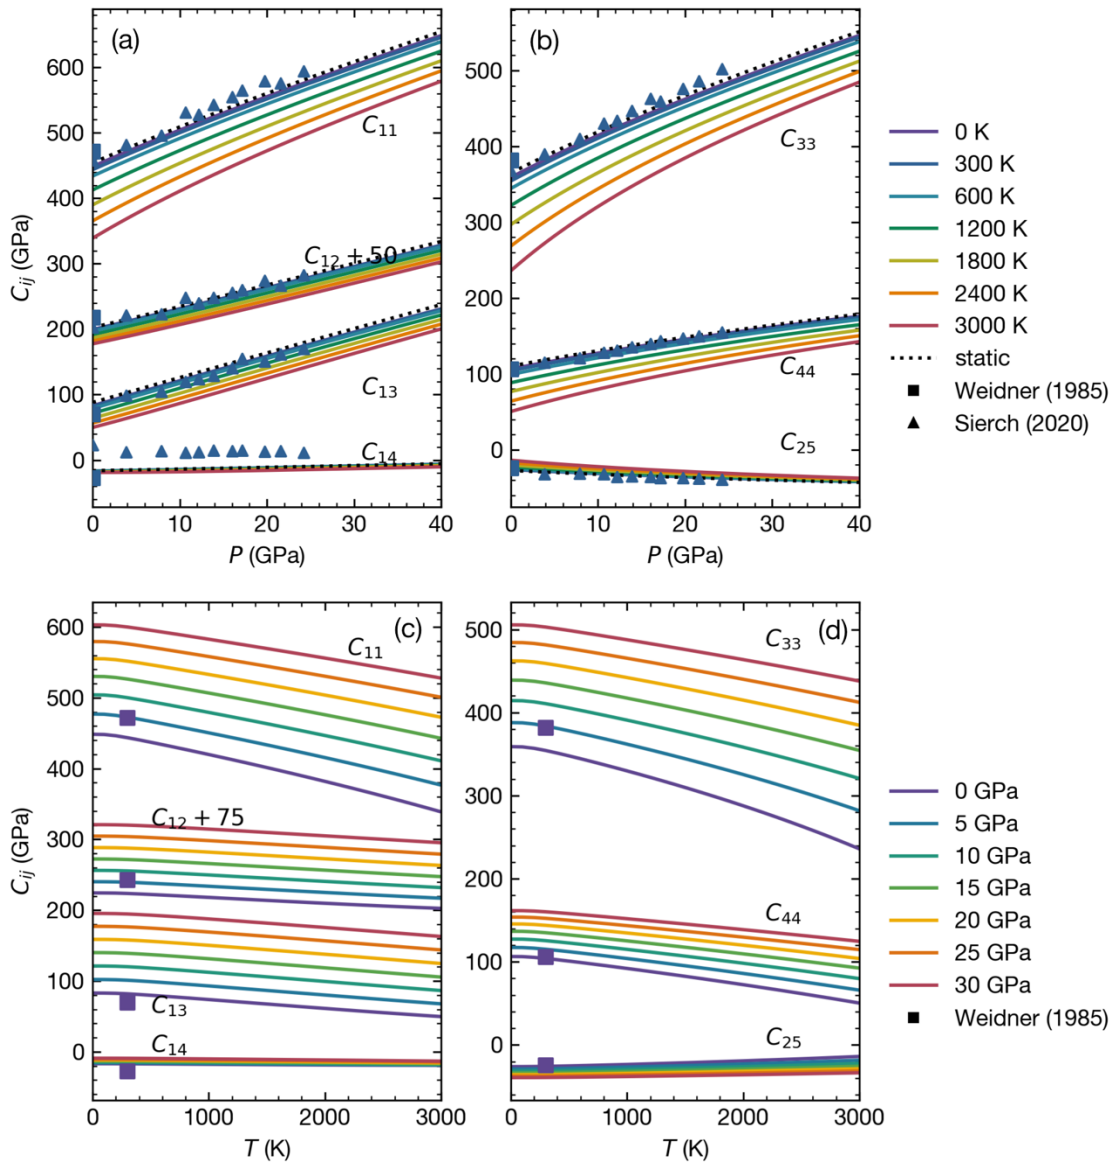 (a)
C11
C12 + 50
C13
C14
Cij (GPa)
600
500
400
300
200
100
0
0 10 20 30 40
P (GPa)
(b)
C33
C44
C25
500
400
300
200
100
0
0 10 20 30 40
P (GPa)
0 K
300 K
600 K
1200 K
1800 K
2400 K
3000 K
static
Weidner (1985)
Sierch (2020)
(c)
C11
C12 + 75
C13
C14
Cij (GPa)
600
500
400
300
200
100
0
0 1000 2000 3000
T (K)
(d)
C33
C44
C25
500
400
300
200
100
0
0 1000 2000 3000
T (K)
0 GPa
5 GPa
10 GPa
15 GPa
20 GPa
25 GPa
30 GPa
Weidner (1985)